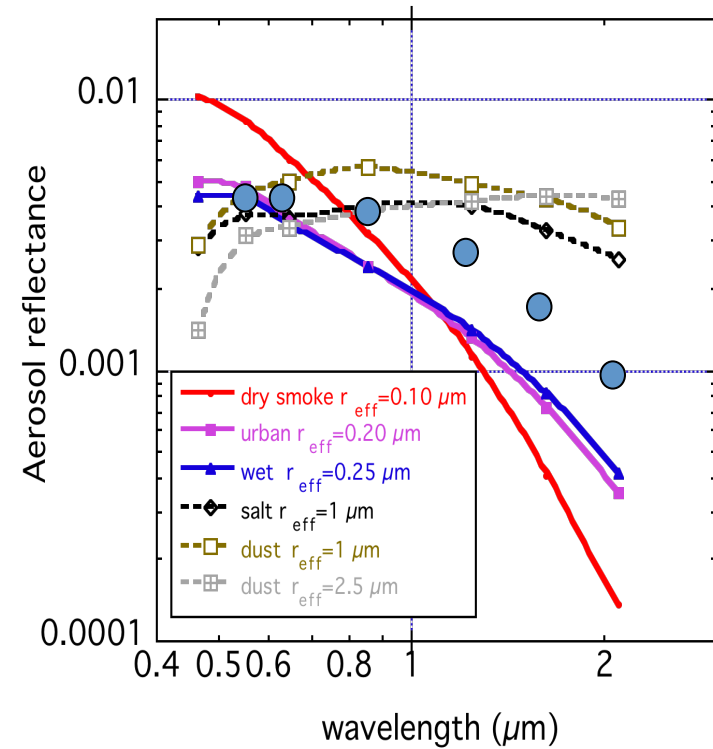 Aerosol reflectance
0.01
0.001
0.0001
dry smoke r eff=0.10 µm
urban r eff=0.20 µm
wet r eff=0.25 µm
salt r eff=1 µm
dust r eff=1 µm
dust r eff=2.5 µm
0.4 0.5 0.6 0.8 1 2
wavelength (µm)